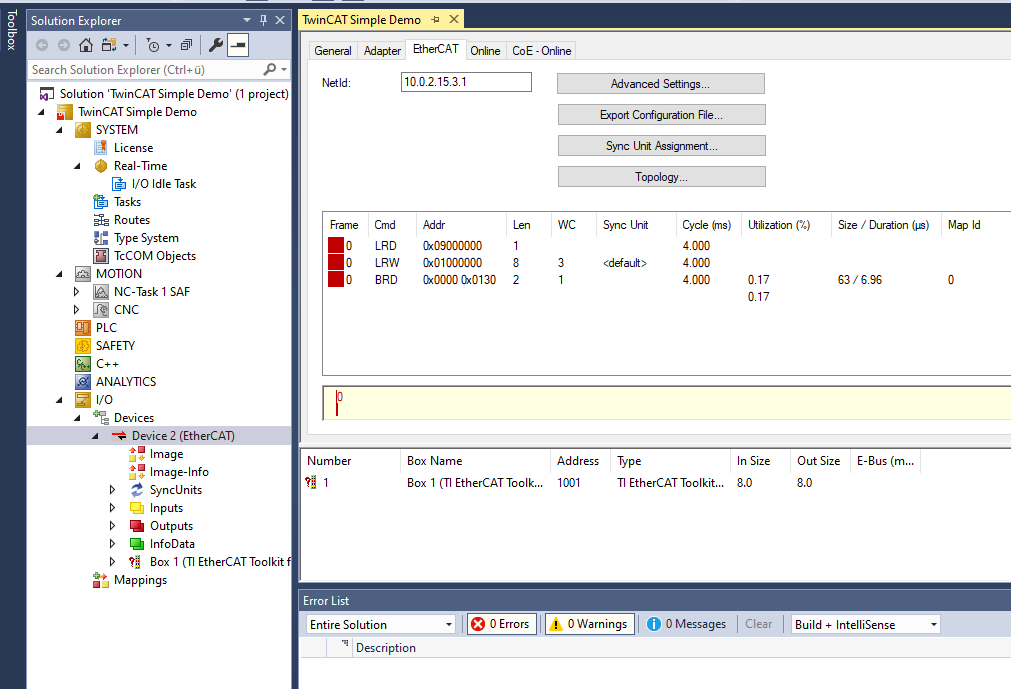 Toolbox
Solution Explorer
Search Solution Explorer (Ctrl+ü)
Solution 'TwinCAT Simple Demo' (1 project)
TwinCAT Simple Demo
SYSTEM
License
Real-Time
I/O Idle Task
Tasks
Routes
Type System
TcCOM Objects
MOTION
NC-Task 1 SAF
CNC
PLC
SAFETY
C++
ANALYTICS
I/O
Devices
Device 2 (EtherCAT)
Image
Image-Info
SyncUnits
Inputs
Outputs
InfoData
Box 1 (TI EtherCAT Toolkit f
Mappings
TwinCAT Simple Demo
General Adapter EtherCAT Online CoE - Online
NetId: 10.0.2.15.3.1 Advanced Settings...
Export Configuration File...
Sync Unit Assignment...
Topology...
Frame Cmd Addr Len WC Sync Unit Cycle (ms) Utilization (%) Size / Duration (µs) Map Id
0 LRD 0x09000000 1 4.000
0 LRW 0x01000000 8 3 <default> 4.000
0 BRD 0x0000 0x0130 2 1 4.000 0.17 63 / 6.96 0
0.17
0
Number Box Name Address Type In Size Out Size E-Bus (m...
1 Box 1 (TI EtherCAT Toolk... 1001 TI EtherCAT Toolkit... 8.0 8.0
Error List
Entire Solution 0 Errors 0 Warnings 0 Messages Clear Build + IntelliSense
Description